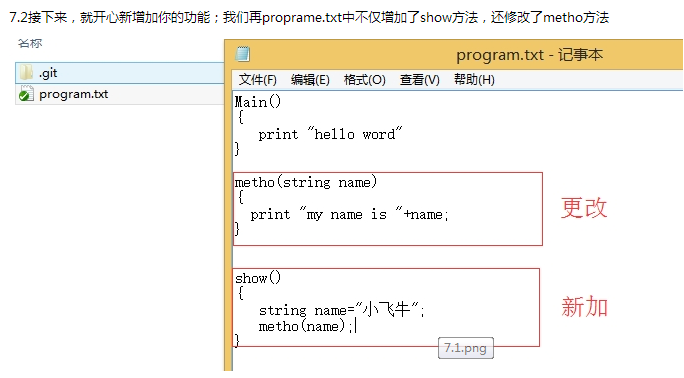 7.2接下来，就开心新增加你的功能；我们再proprame.txt中不仅增加了show方法，还修改了metho方法
名称
.git
program.txt
program.txt - 记事本
文件(F) 编辑(E) 格式(O) 查看(V) 帮助(H)
Main()
{
print "hello word"
}
metho(string name)
{
print "my name is "+name;
}
更改
show()
{
string name="小飞牛";
metho(name);
}
新加
7.1.png